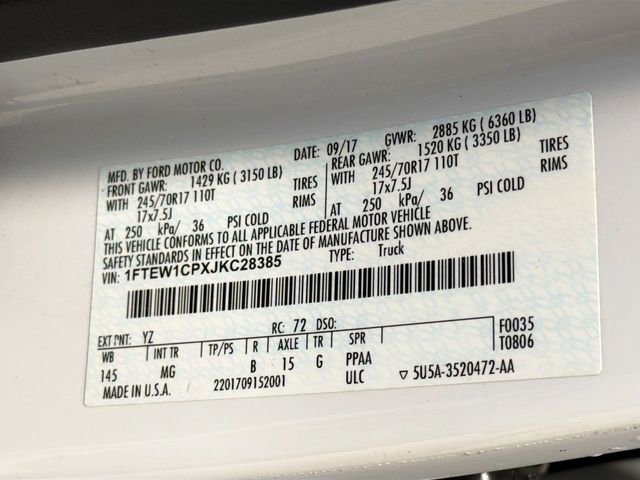 MFD. BY FORD MOTOR CO.
DATE: 09/17 GVWR: 2885 KG ( 6360 LB)
FRONT GAWR: 1429 KG ( 3150 LB) REAR GAWR: 1520 KG ( 3350 LB)
WITH 245/70R17 110T TIRES WITH 245/70R17 110T TIRES
17x7.5J RIMS 17x7.5J RIMS
AT 250 kPa/ 36 PSI COLD AT 250 kPa/ 36 PSI COLD
THIS VEHICLE CONFORMS TO ALL APPLICABLE FEDERAL MOTOR VEHICLE
SAFETY STANDARDS IN EFFECT ON THE DATE OF MANUFACTURE SHOWN ABOVE.
VIN: 1FTEW1CPXJKC28385 TYPE: Truck
EXT PNT: YZ RC: 72 DSO: F0035
WB INT TR TP/PS R AXLE TR SPR T0806
145 MG B 15 G PPAA
MADE IN U.S.A. 2201709152001 ULC ▽ 5U5A-3520472-AA